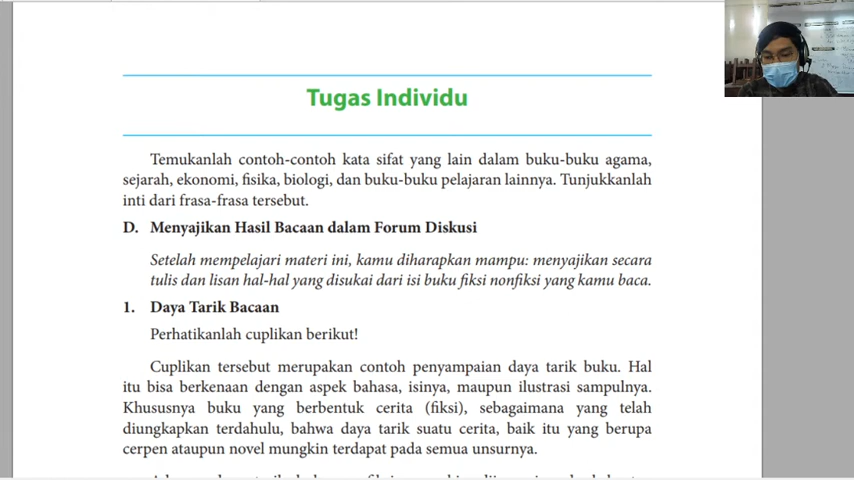 Tugas Individu
Temukanlah contoh-contoh kata sifat yang lain dalam buku-buku agama,
sejarah, ekonomi, fisika, biologi, dan buku-buku pelajaran lainnya. Tunjukkanlah
inti dari frasa-frasa tersebut.
D. Menyajikan Hasil Bacaan dalam Forum Diskusi
Setelah mempelajari materi ini, kamu diharapkan mampu: menyajikan secara
tulis dan lisan hal-hal yang disukai dari isi buku fiksi nonfiksi yang kamu baca.
1. Daya Tarik Bacaan
Perhatikanlah cuplikan berikut!
Cuplikan tersebut merupakan contoh penyampaian daya tarik buku. Hal
itu bisa berkenaan dengan aspek bahasa, isinya, maupun ilustrasi sampulnya.
Khususnya buku yang berbentuk cerita (fiksi), sebagaimana yang telah
diungkapkan terdahulu, bahwa daya tarik suatu cerita, baik itu yang berupa
cerpen ataupun novel mungkin terdapat pada semua unsurnya.